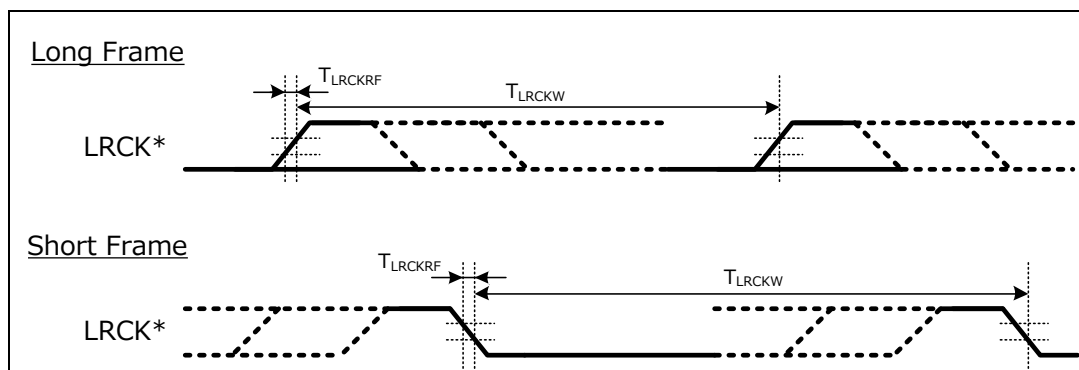 Long Frame
TLRCKRF
TLRCKW
LRCK*
Short Frame
TLRCKRF
TLRCKW
LRCK*